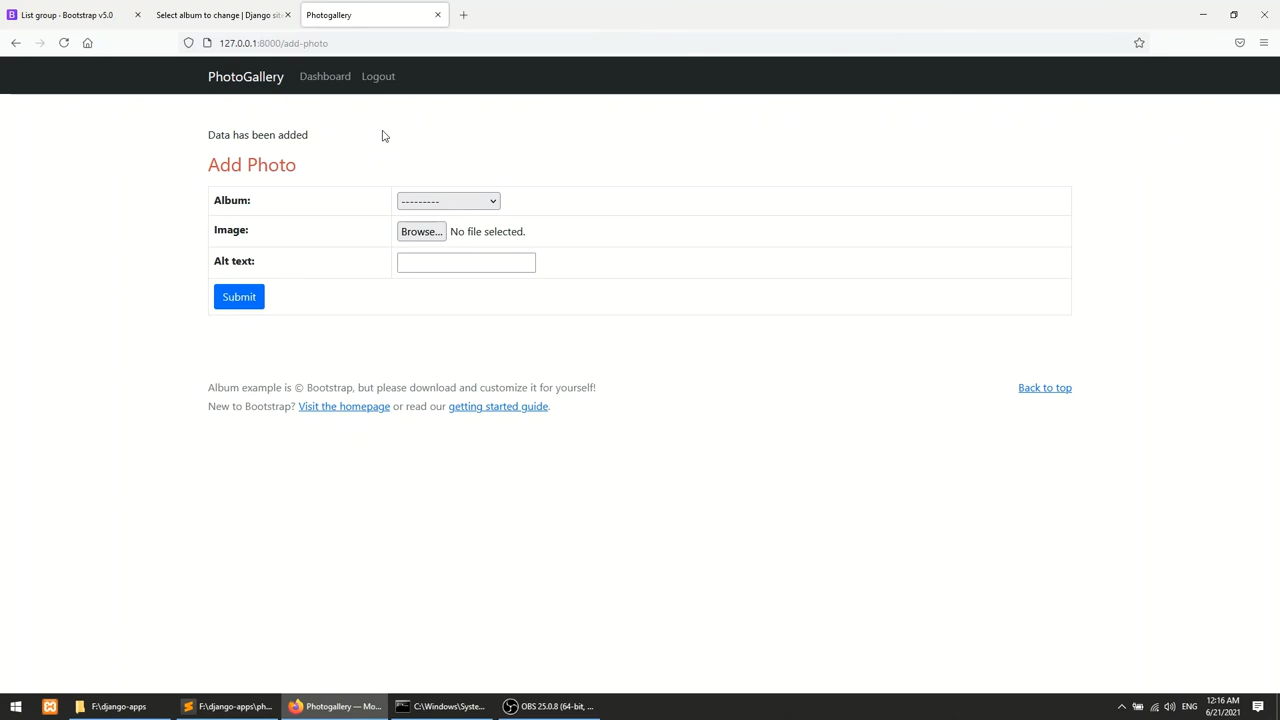 List group · Bootstrap v5.0
Select album to change | Django sit
Photogallery
127.0.0.1:8000/add-photo
PhotoGallery Dashboard Logout
Data has been added
Add Photo
Album: ---------
Image: Browse... No file selected.
Alt text:
Submit
Album example is © Bootstrap, but please download and customize it for yourself! Back to top
New to Bootstrap? Visit the homepage or read our getting started guide.
F:\django-apps F:\django-apps\ph... Photogallery — Mo... C:\Windows\Syste... OBS 25.0.8 (64-bit, ... ENG 12:16 AM
6/21/2021